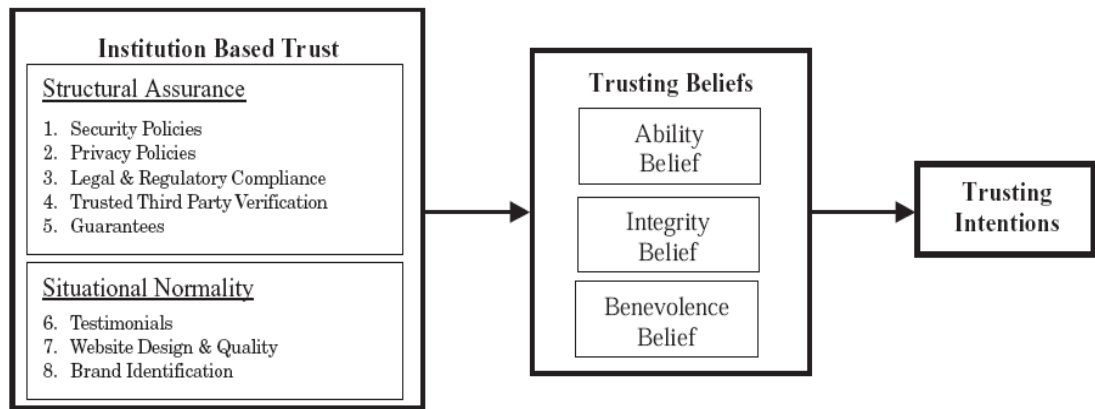 Institution Based Trust
Structural Assurance
1. Security Policies
2. Privacy Policies
3. Legal & Regulatory Compliance
4. Trusted Third Party Verification
5. Guarantees
Situational Normality
6. Testimonials
7. Website Design & Quality
8. Brand Identification
Trusting Beliefs
Ability
Belief
Integrity
Belief
Benevolence
Belief
Trusting
Intentions